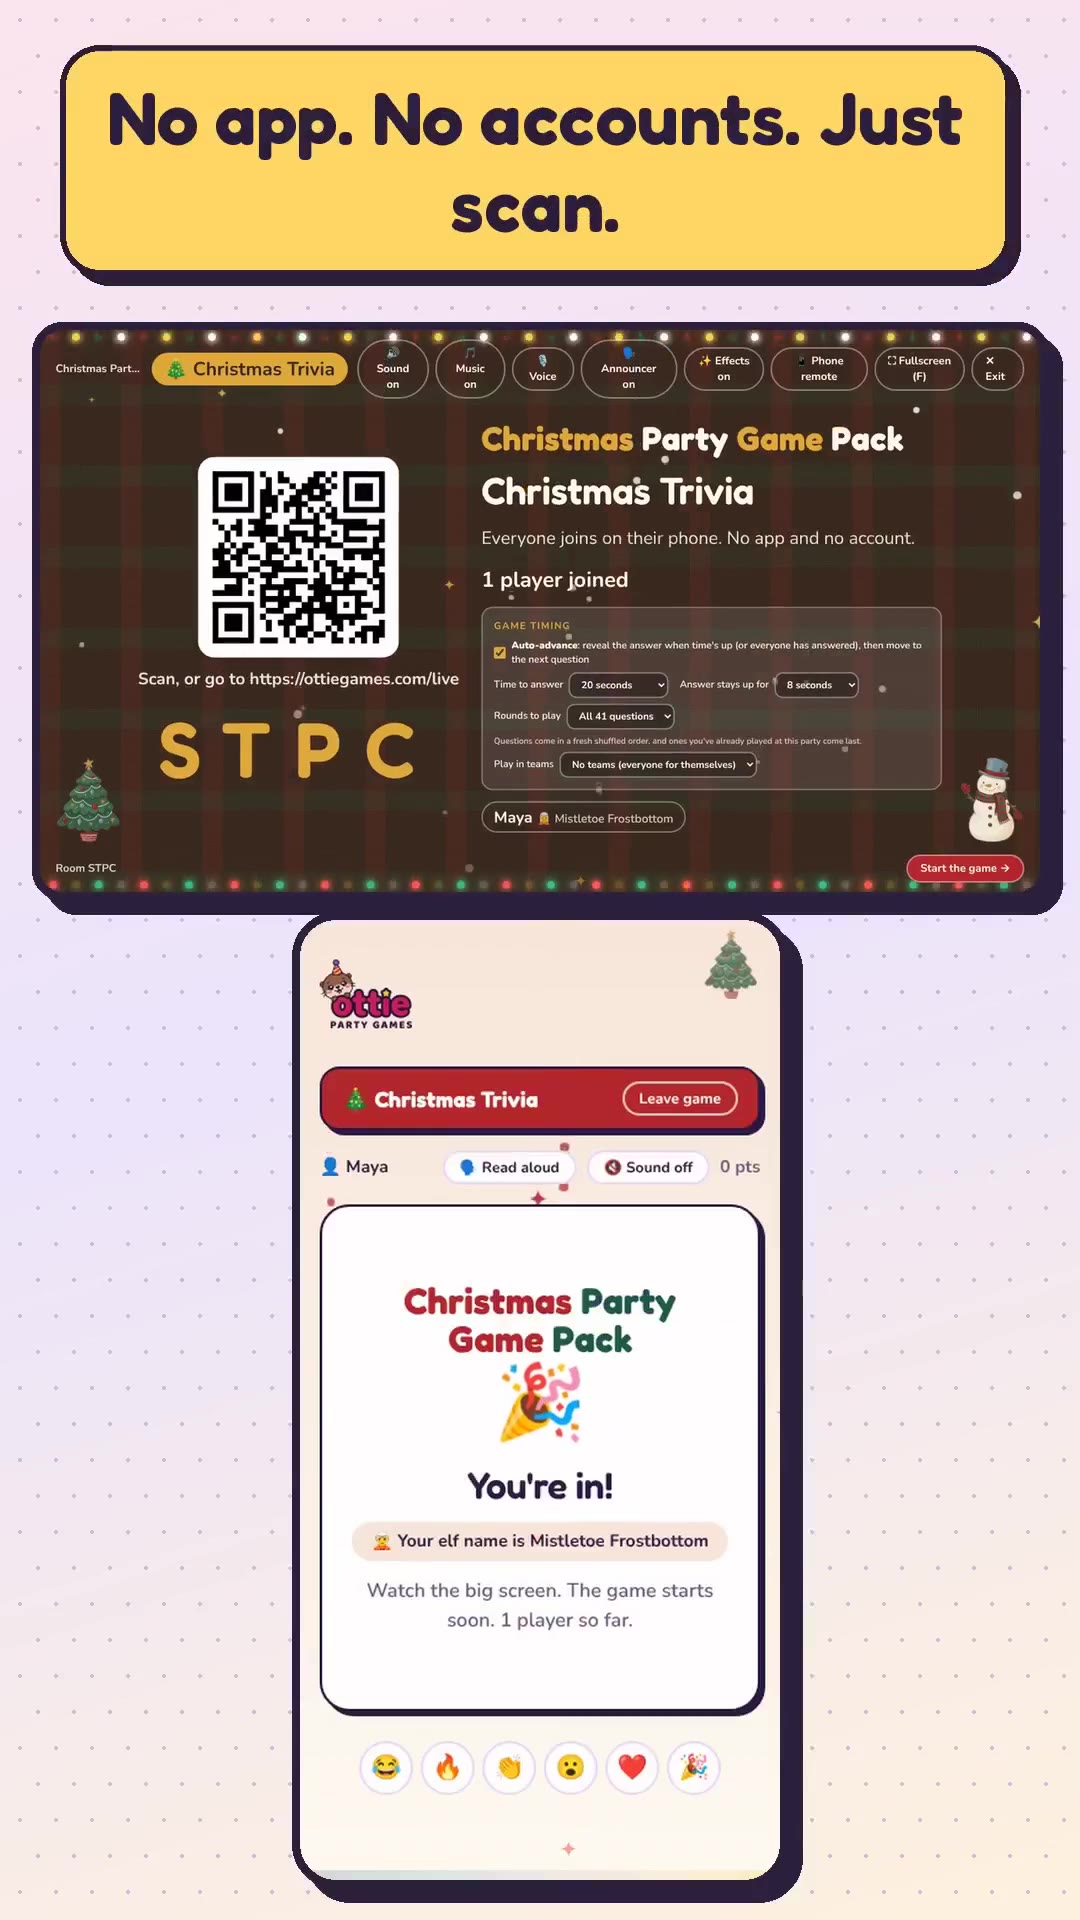 No app. No accounts. Just
scan.
Christmas Part...
🎄 Christmas Trivia
Sound
on
Music
on
Voice
Announcer
on
✨ Effects
on
Phone
remote
Fullscreen
(F)
✕
Exit
Christmas Party Game Pack
Christmas Trivia
Everyone joins on their phone. No app and no account.
1 player joined
GAME TIMING
Auto-advance: reveal the answer when time's up (or everyone has answered), then move to
the next question
Time to answer 20 seconds Answer stays up for 8 seconds
Rounds to play All 41 questions
Questions come in a fresh shuffled order, and ones you've already played at this party come last.
Play in teams No teams (everyone for themselves)
Maya Mistletoe Frostbottom
Scan, or go to https://ottiegames.com/live
STPC
Room STPC
Start the game →
ottie
PARTY GAMES
🎄 Christmas Trivia
Leave game
Maya
Read aloud
Sound off
0 pts
Christmas Party
Game Pack
You're in!
Your elf name is Mistletoe Frostbottom
Watch the big screen. The game starts
soon. 1 player so far.